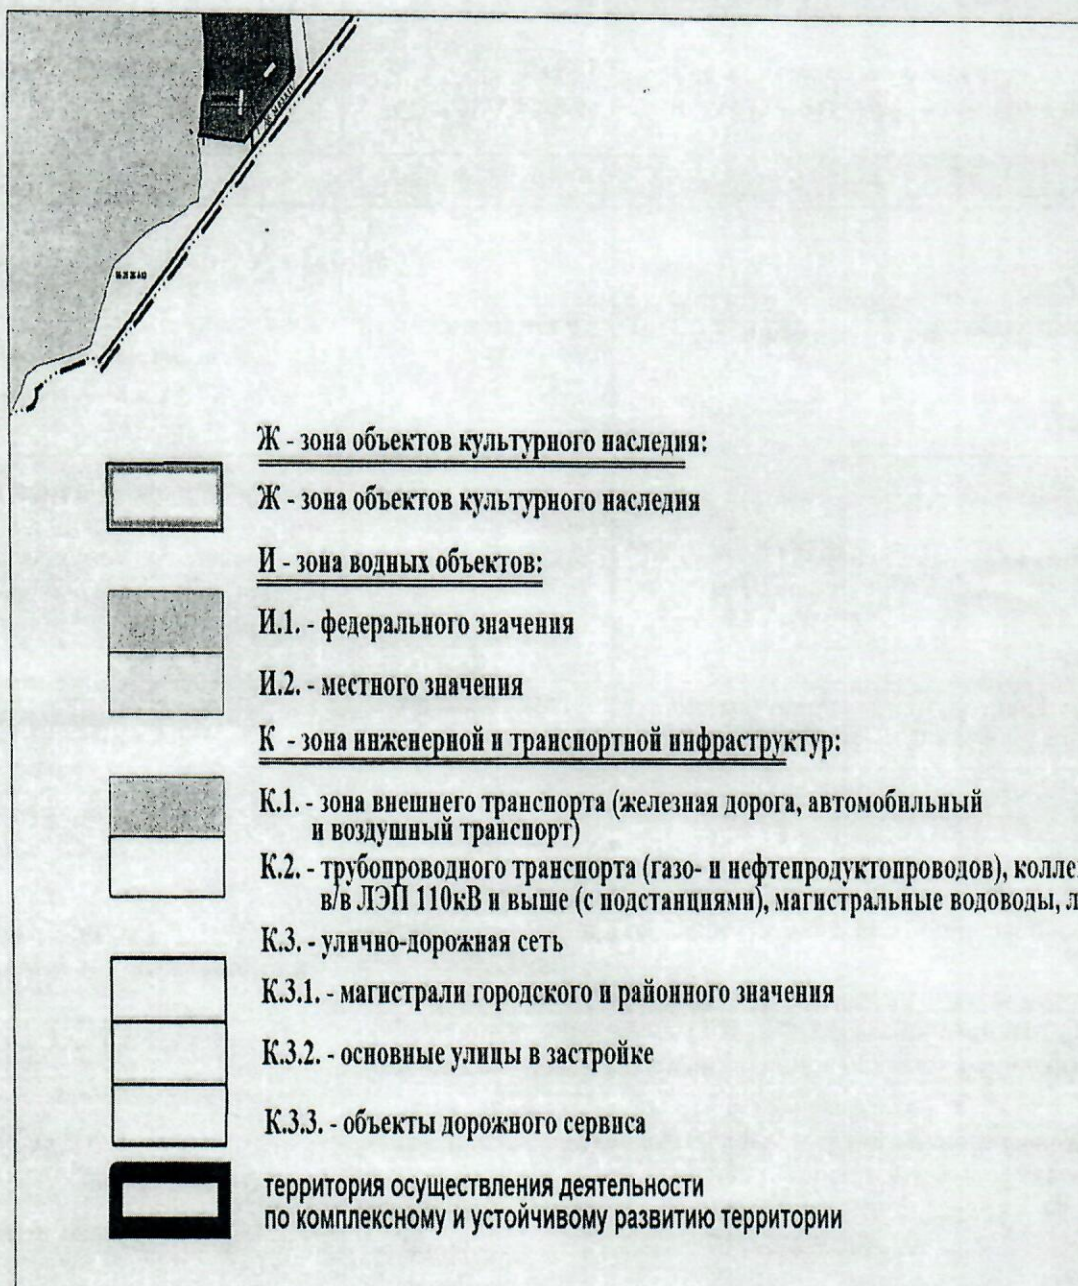 Ж - зона объектов культурного наследия:
Ж - зона объектов культурного наследия
И - зона водных объектов:
И.1. - федерального значения
И.2. - местного значения
К - зона инженерной и транспортной инфраструктур:
К.1. - зона внешнего транспорта (железная дорога, автомобильный
и воздушный транспорт)
К.2. - трубопроводного транспорта (газо- и нефтепродуктопроводов), колле
в/в ЛЭП 110кВ и выше (с подстанциями), магистральные водоводы, л
К.3. - улично-дорожная сеть
К.3.1. - магистрали городского и районного значения
К.3.2. - основные улицы в застройке
К.3.3. - объекты дорожного сервиса
территория осуществления деятельности
по комплексному и устойчивому развитию территории